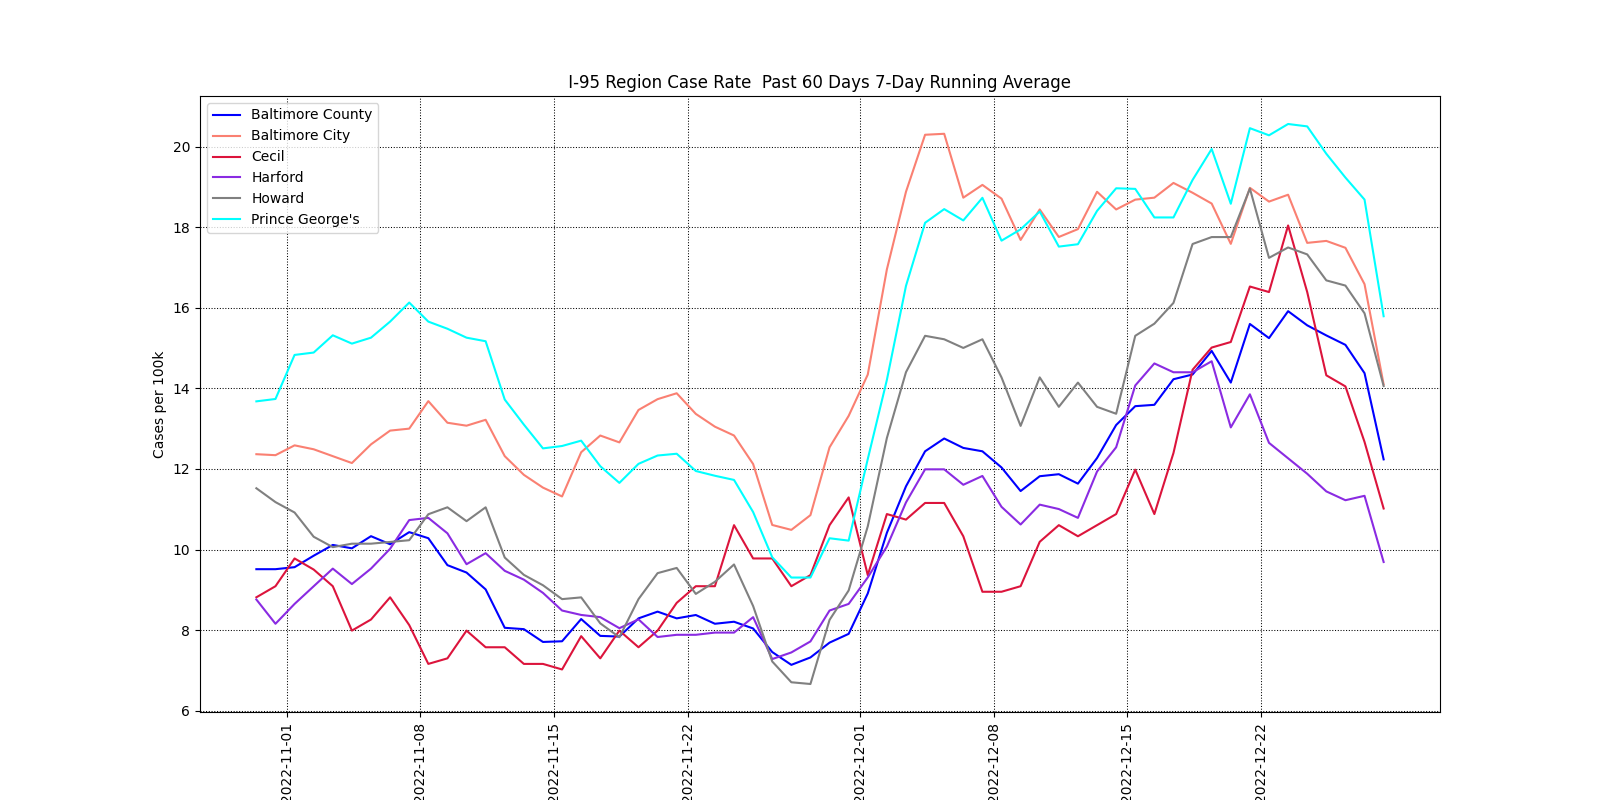 I-95 Region Case Rate  Past 60 Days 7-Day Running Average
Baltimore County
Baltimore City
Cecil
Harford
Howard
Prince George's
Cases per 100k
20
18
16
14
12
10
8
6
2022-11-01
2022-11-08
2022-11-15
2022-11-22
2022-12-01
2022-12-08
2022-12-15
2022-12-22